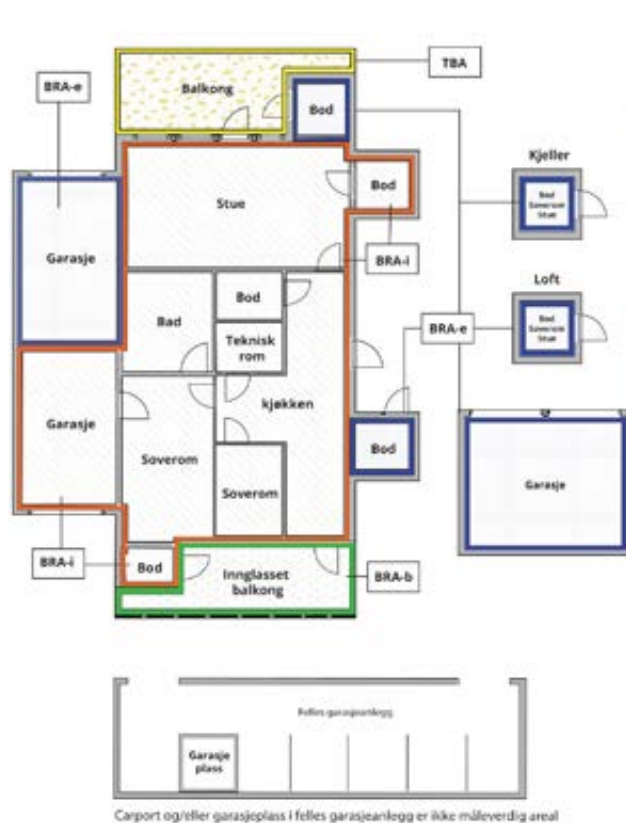 TBA
Balkong
BRA-e
Bod
Kjeller
Bod
Soverom
Stue
Bod
Stue
Garasje
BRA-i
Loft
Bod
Bod
Soverom
Stue
Bad
BRA-e
Teknisk
rom
kjøkken
Garasje
Bod
Soverom
Garasje
Soverom
BRA-i
Bod
Innglasset
balkong
BRA-b
Felles garasjeanlegg
Garasje
plass
Carport og/eller garasjeplass i felles garasjeanlegg er ikke måleverdig areal